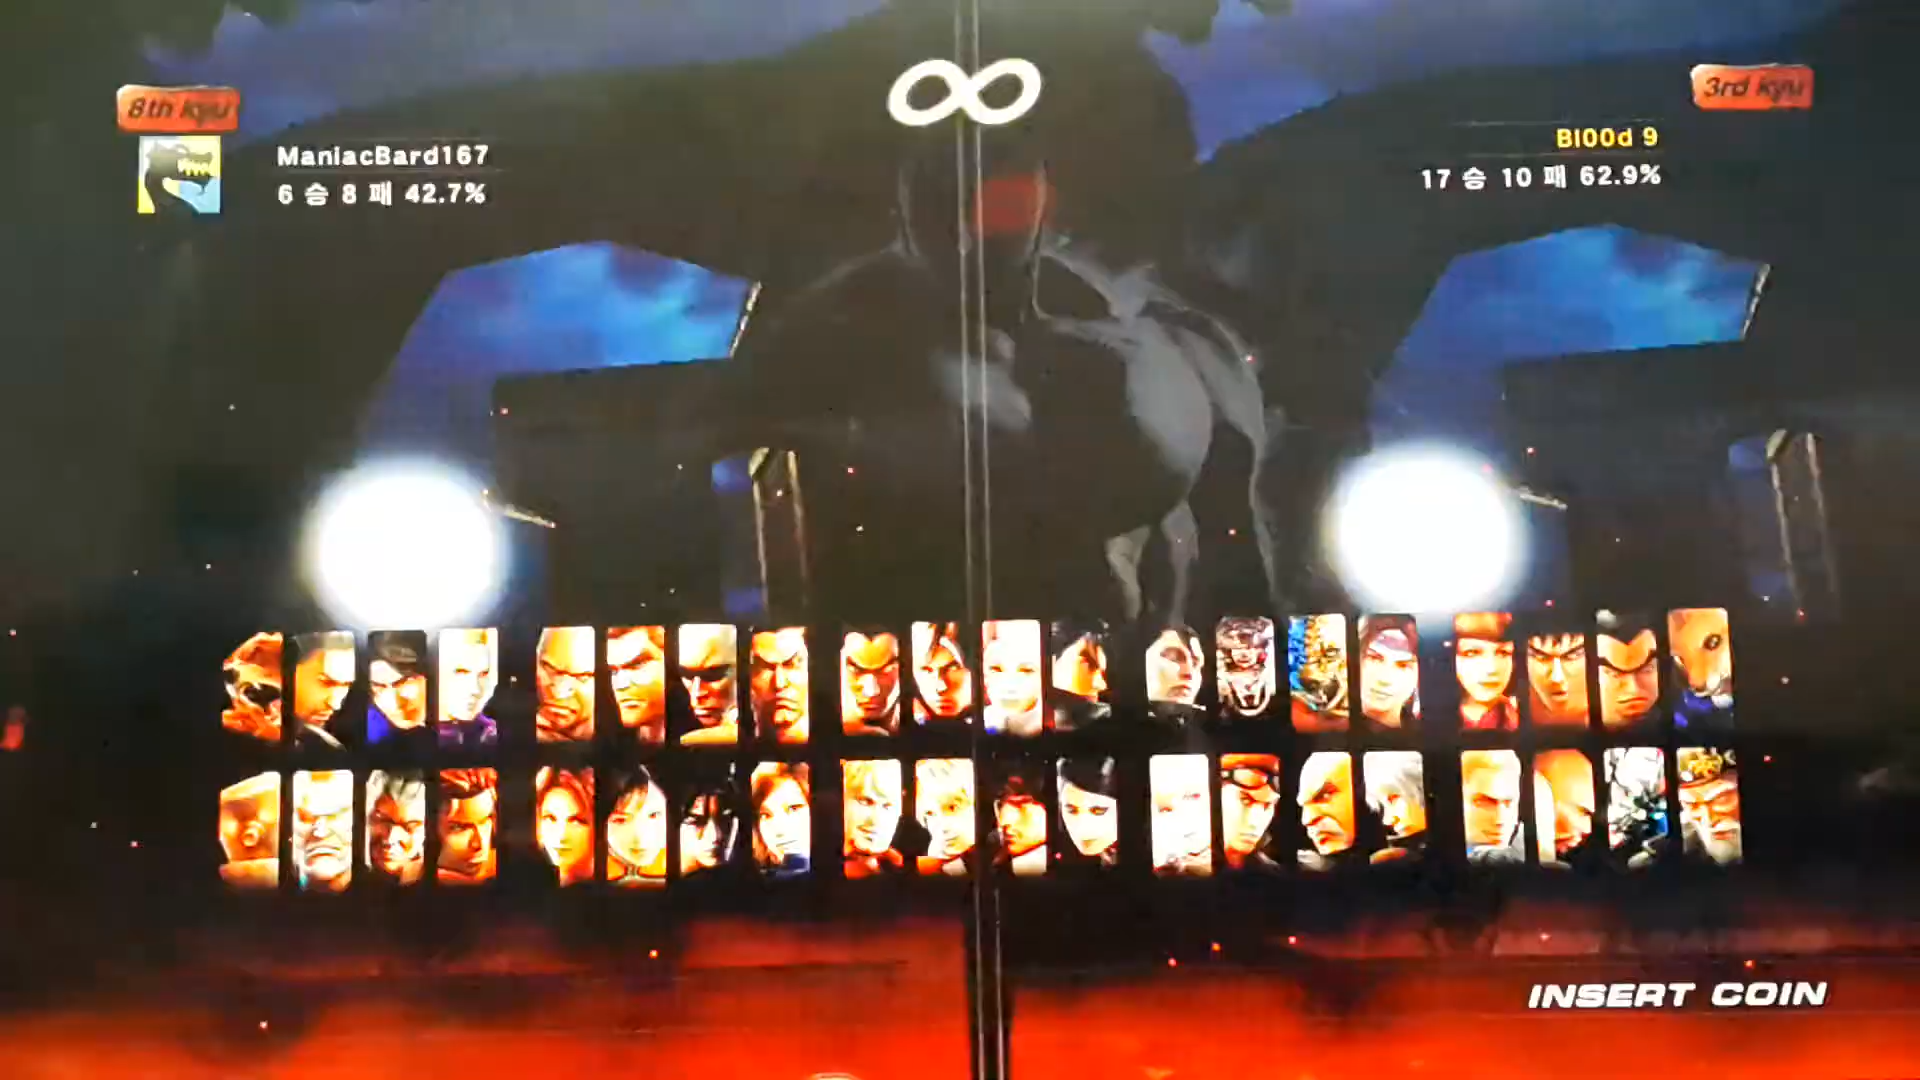 8th kyu
3rd kyu
ManiacBard167
6 승 8 패 42.7%
Bl00d 9
17 승 10 패 62.9%
INSERT COIN